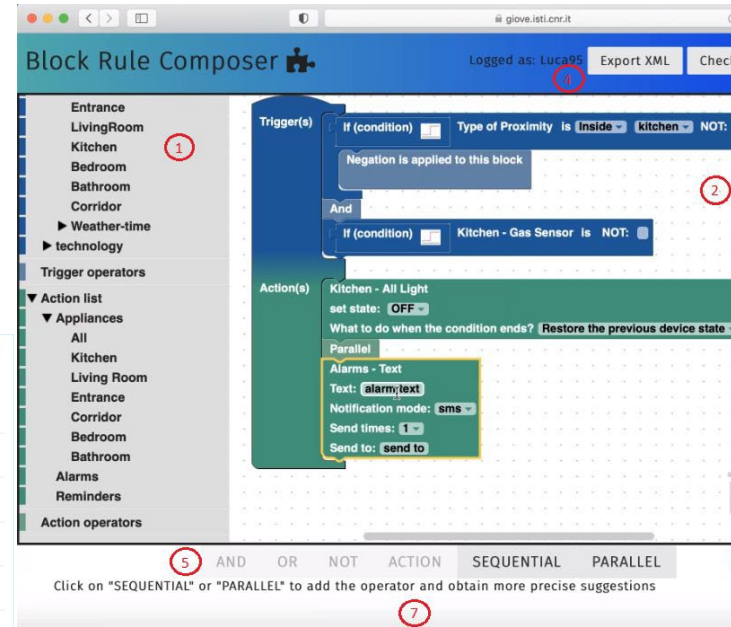 giove.isti.cnr.it
Block Rule Composer
Logged as: Luca95
4
Export XML
Check
Entrance
LivingRoom
Kitchen
1
Bedroom
Bathroom
Corridor
▶ Weather-time
▶ technology
Trigger operators
▼ Action list
▼ Appliances
All
Kitchen
Living Room
Entrance
Corridor
Bedroom
Bathroom
Alarms
Reminders
Action operators
Trigger(s)
If (condition) Type of Proximity is Inside kitchen NOT:
Negation is applied to this block
2
And
If (condition) Kitchen - Gas Sensor is NOT:
Action(s)
Kitchen - All Light
set state: OFF
What to do when the condition ends? Restore the previous device state
Parallel
Alarms - Text
Text: alarm text
Notification mode: sms
Send times: 1
Send to: send to
5
AND OR NOT ACTION SEQUENTIAL PARALLEL
Click on "SEQUENTIAL" or "PARALLEL" to add the operator and obtain more precise suggestions
7